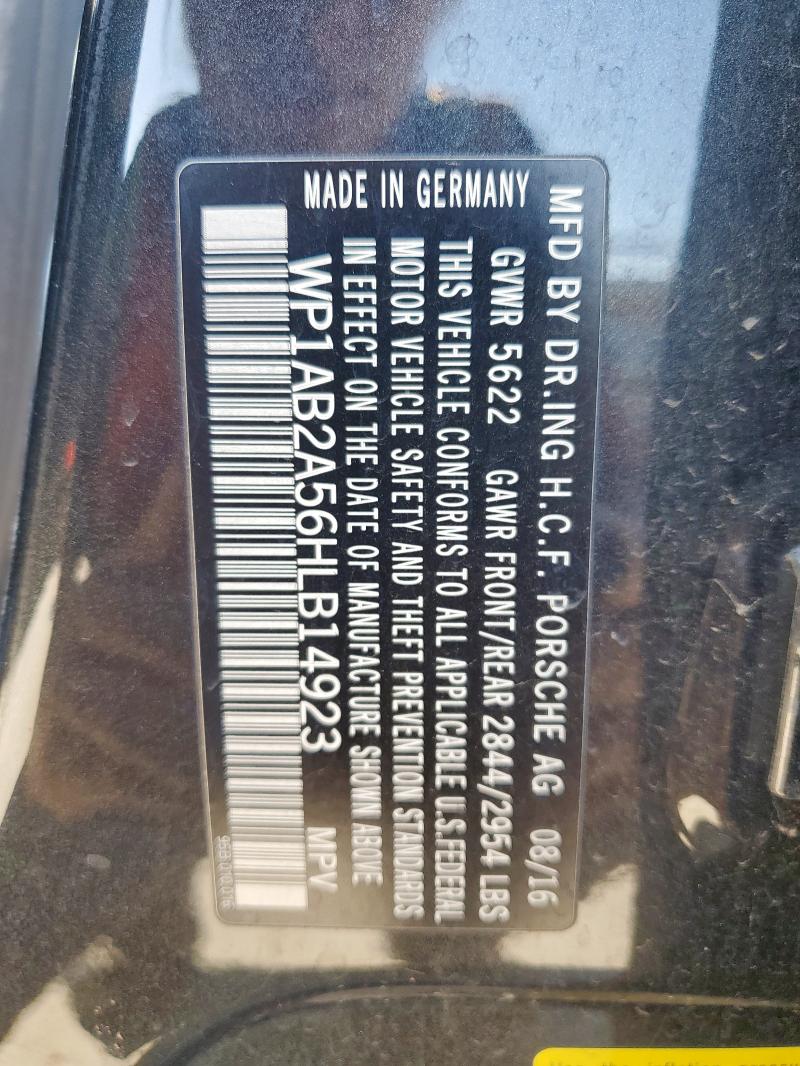 MFD BY DR.ING H.C.F. PORSCHE AG 08/16
GVWR 5622 GAWR FRONT/REAR 2844/2954 LBS
THIS VEHICLE CONFORMS TO ALL APPLICABLE U.S.FEDERAL
MOTOR VEHICLE SAFETY AND THEFT PREVENTION STANDARDS
IN EFFECT ON THE DATE OF MANUFACTURE SHOWN ABOVE
MADE IN GERMANY
WP1AB2A56HLB14923 MPV